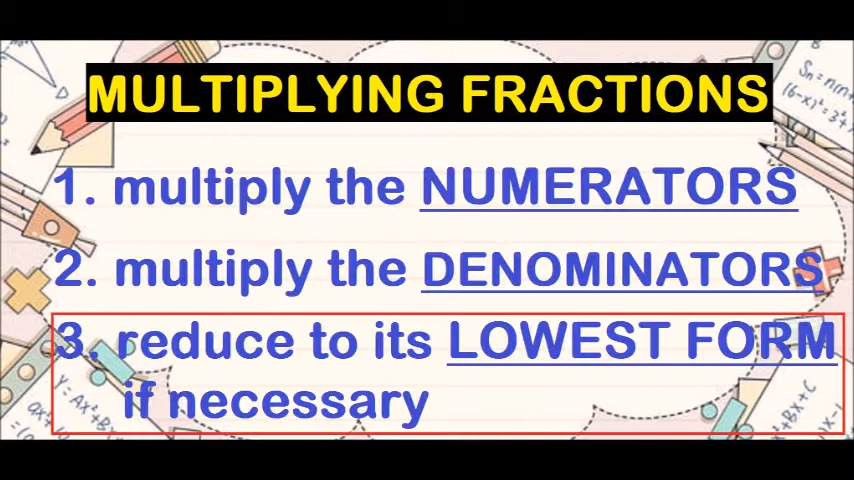 MULTIPLYING FRACTIONS
1. multiply the NUMERATORS
2. multiply the DENOMINATORS
3. reduce to its LOWEST FORM
if necessary